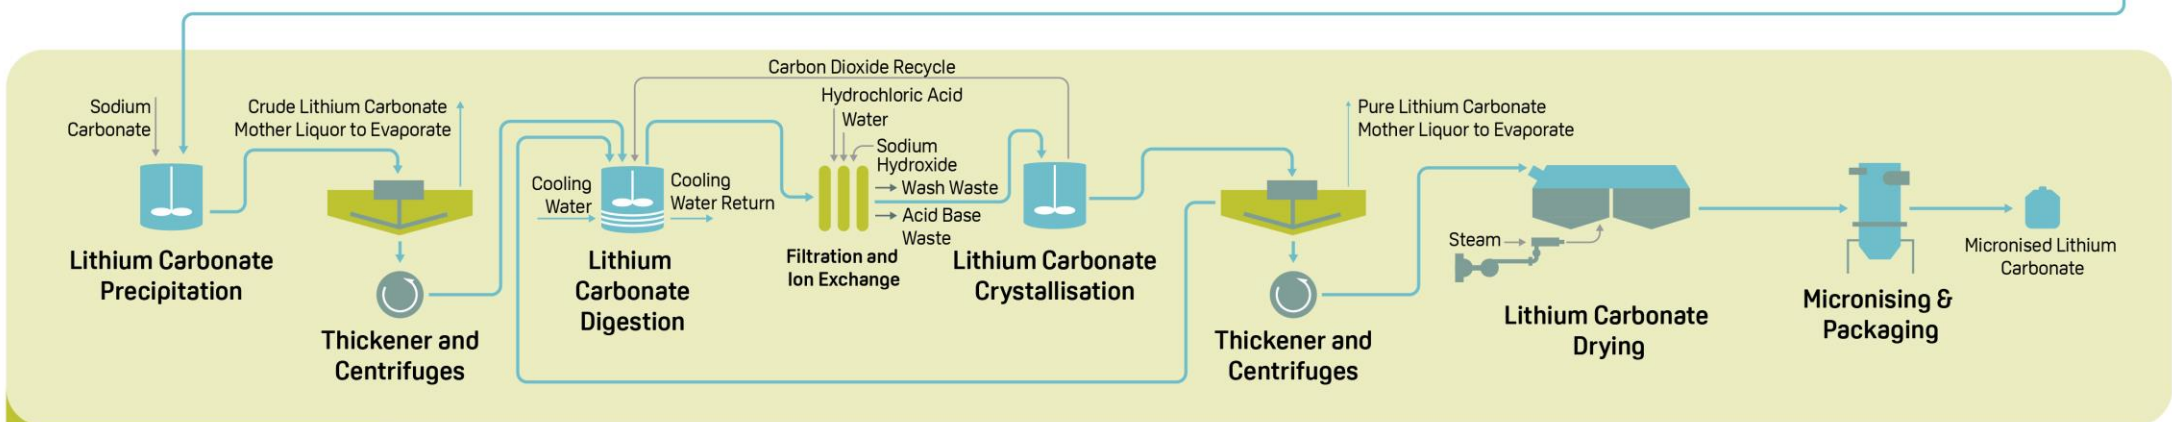 Carbon Dioxide Recycle
Sodium
Carbonate
Crude Lithium Carbonate
Mother Liquor to Evaporate
Hydrochloric Acid
Water
Sodium
Hydroxide
Wash Waste
Acid Base
Waste
Cooling
Water
Cooling
Water Return
Pure Lithium Carbonate
Mother Liquor to Evaporate
Steam
Lithium Carbonate
Precipitation
Thickener and
Centrifuges
Lithium
Carbonate
Digestion
Filtration and
Ion Exchange
Lithium Carbonate
Crystallisation
Thickener and
Centrifuges
Lithium Carbonate
Drying
Micronising &
Packaging
Micronised Lithium
Carbonate